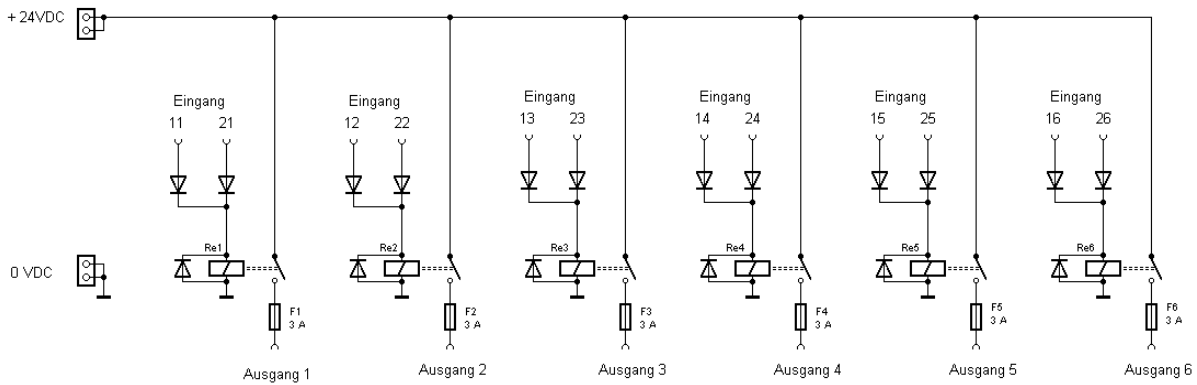 + 24VDC
Eingang Eingang Eingang Eingang Eingang Eingang
11 21 12 22 13 23 14 24 15 25 16 26
Re1 Re2 Re3 Re4 Re5 Re6
0 VDC
F1 F2 F3 F4 F5 F6
3 A 3 A 3 A 3 A 3 A 3 A
Ausgang 1 Ausgang 2 Ausgang 3 Ausgang 4 Ausgang 5 Ausgang 6